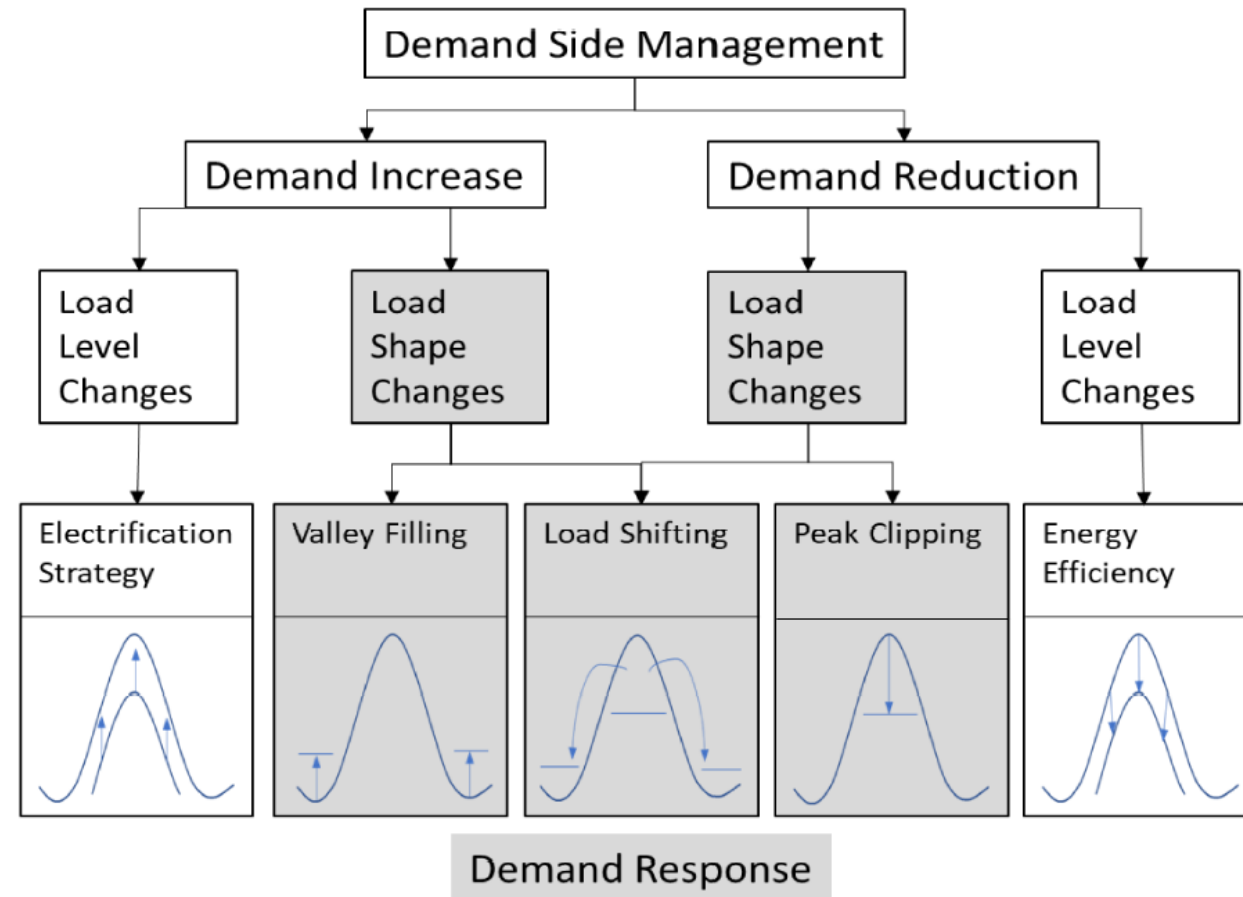 Demand Side Management
Demand Increase
Demand Reduction
Load
Level
Changes
Load
Shape
Changes
Load
Shape
Changes
Load
Level
Changes
Electrification
Strategy
Valley Filling
Load Shifting
Peak Clipping
Energy
Efficiency
Demand Response